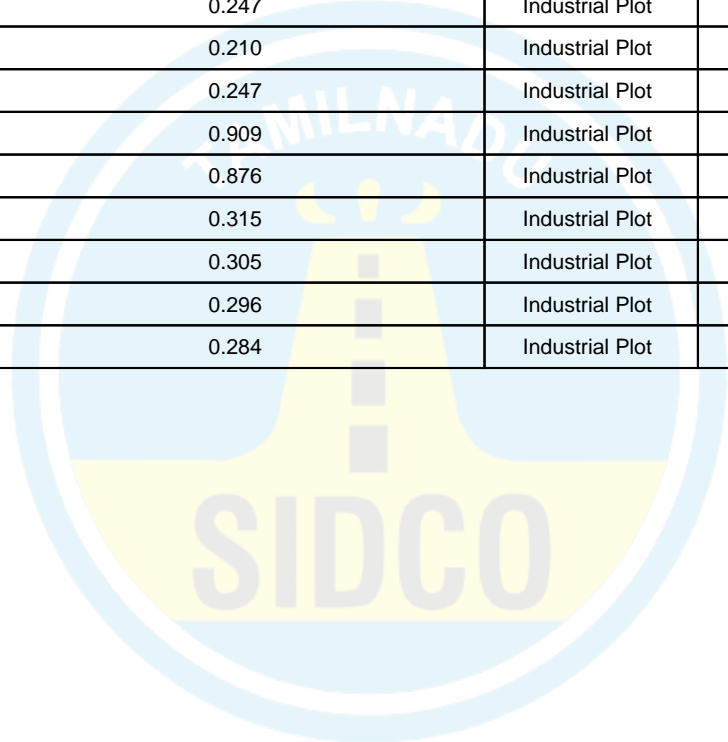 0.247 Industrial Plot
0.210 Industrial Plot
0.247 Industrial Plot
0.909 Industrial Plot
0.876 Industrial Plot
0.315 Industrial Plot
0.305 Industrial Plot
0.296 Industrial Plot
0.284 Industrial Plot
TAMILNADU
SIDCO